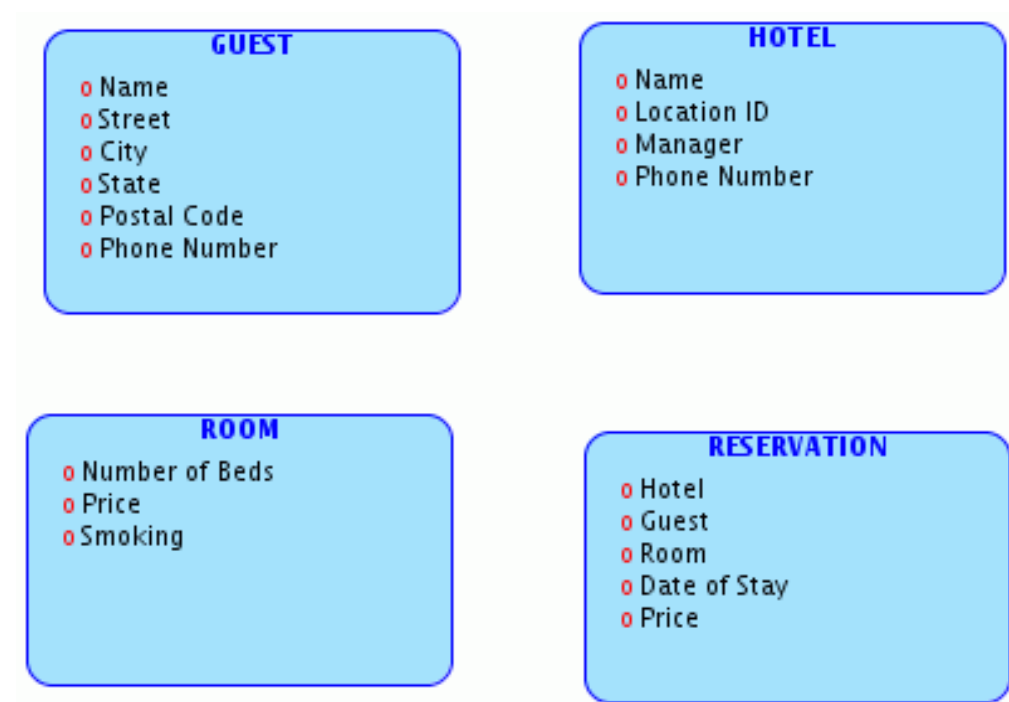 GUEST
o Name
o Street
o City
o State
o Postal Code
o Phone Number
HOTEL
o Name
o Location ID
o Manager
o Phone Number
ROOM
o Number of Beds
o Price
o Smoking
RESERVATION
o Hotel
o Guest
o Room
o Date of Stay
o Price